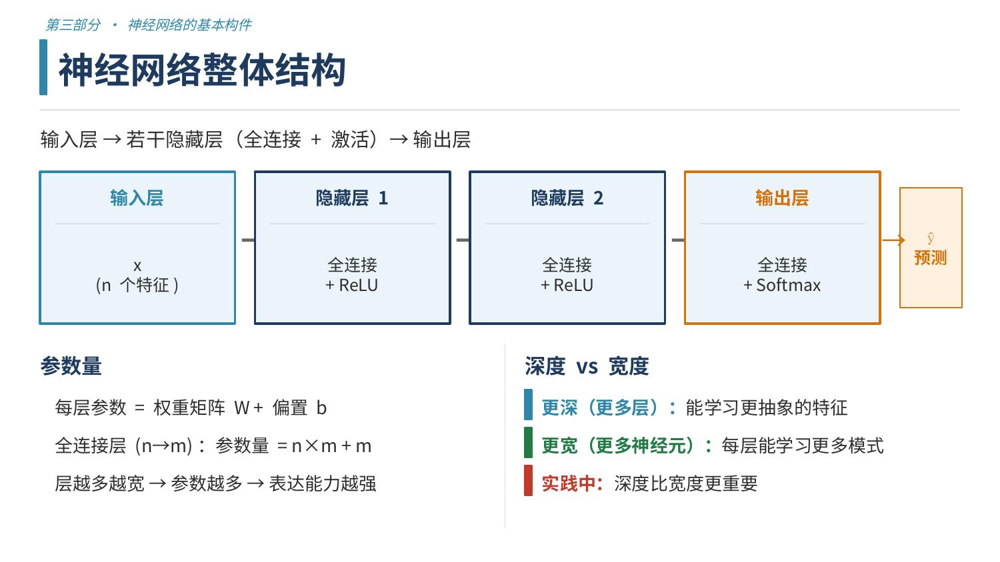 第三部分 · 神经网络的基本构件
神经网络整体结构
输入层 → 若干隐藏层（全连接 + 激活）→ 输出层
输入层
x
(n 个特征)
隐藏层 1
全连接
+ ReLU
隐藏层 2
全连接
+ ReLU
输出层
全连接
+ Softmax
→
ŷ
预测
参数量
每层参数 = 权重矩阵 W + 偏置 b
全连接层 (n→m)：参数量 = n×m + m
层越多越宽 → 参数越多 → 表达能力越强
深度 vs 宽度
更深（更多层）：能学习更抽象的特征
更宽（更多神经元）：每层能学习更多模式
实践中：深度比宽度更重要